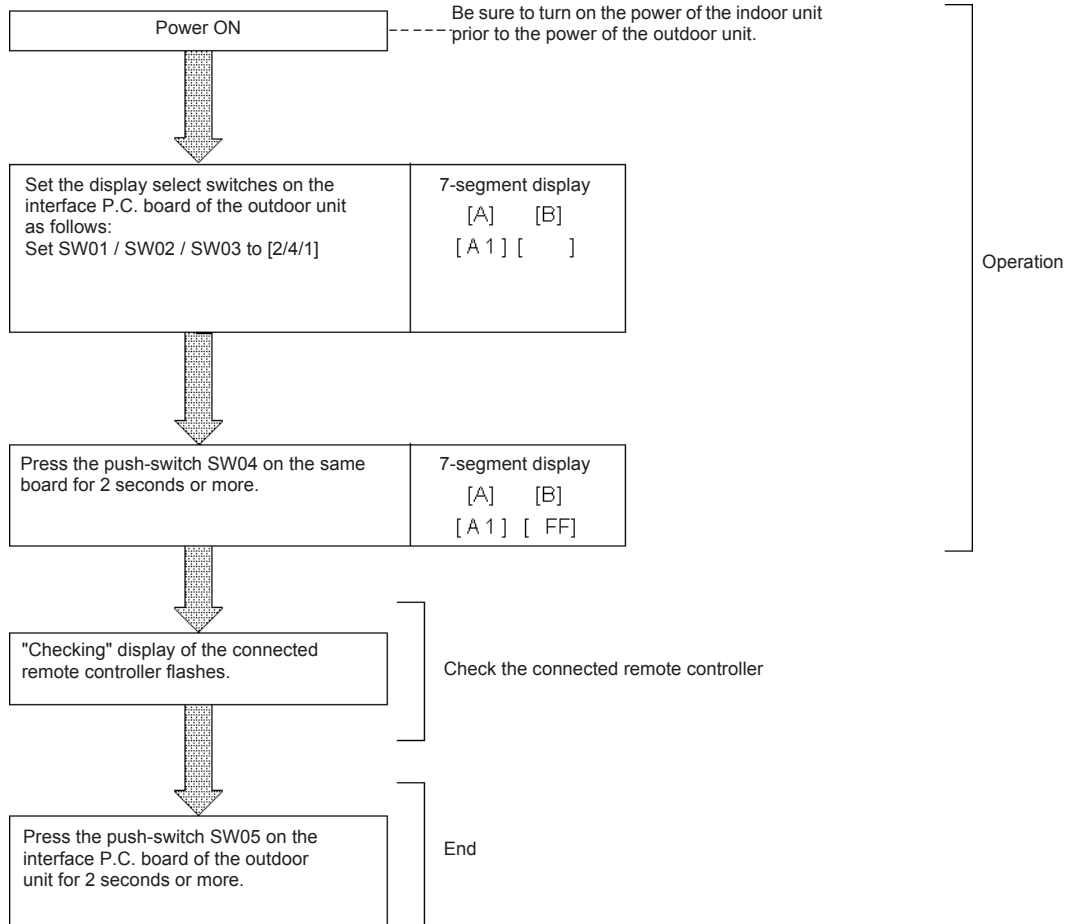 Power ON
Be sure to turn on the power of the indoor unit
prior to the power of the outdoor unit.
Set the display select switches on the
interface P.C. board of the outdoor unit
as follows:
Set SW01 / SW02 / SW03 to [2/4/1]
7-segment display
[A] [B]
[A1] [ ]
Operation
Press the push-switch SW04 on the same
board for 2 seconds or more.
7-segment display
[A] [B]
[A1] [ FF]
"Checking" display of the connected
remote controller flashes.
Check the connected remote controller
Press the push-switch SW05 on the
interface P.C. board of the outdoor
unit for 2 seconds or more.
End